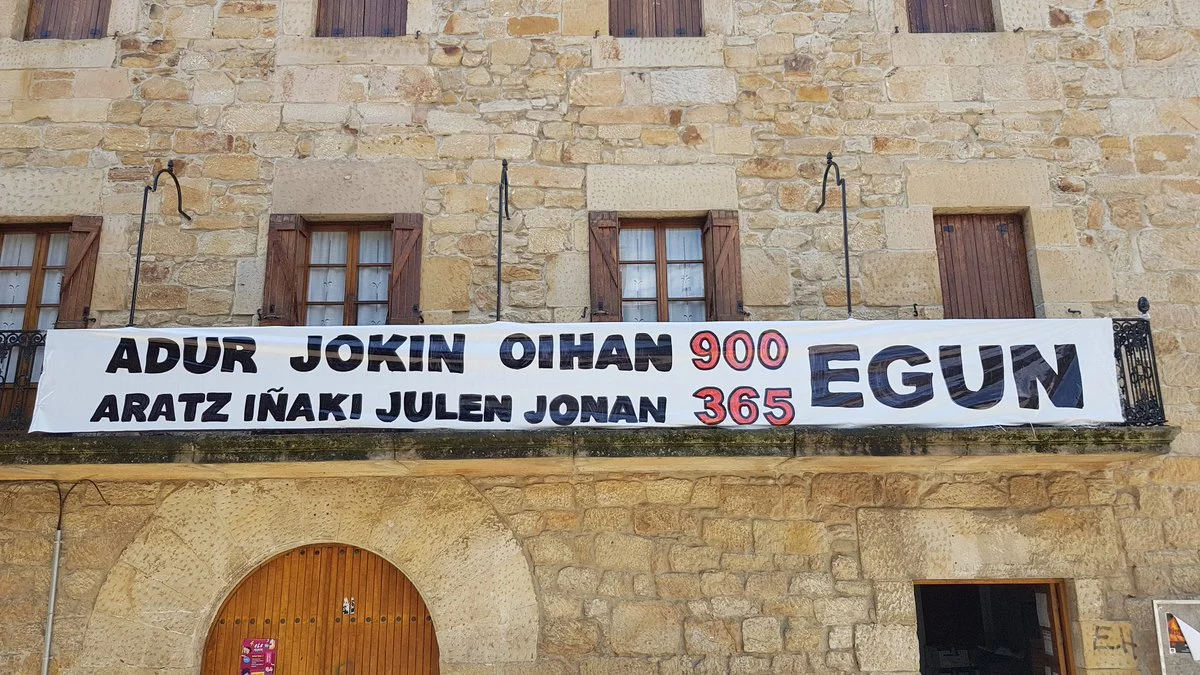 ADUR JOKIN OIHAN 900 EGUN
ARATZ IÑAKI JULEN JONAN 365
E.H